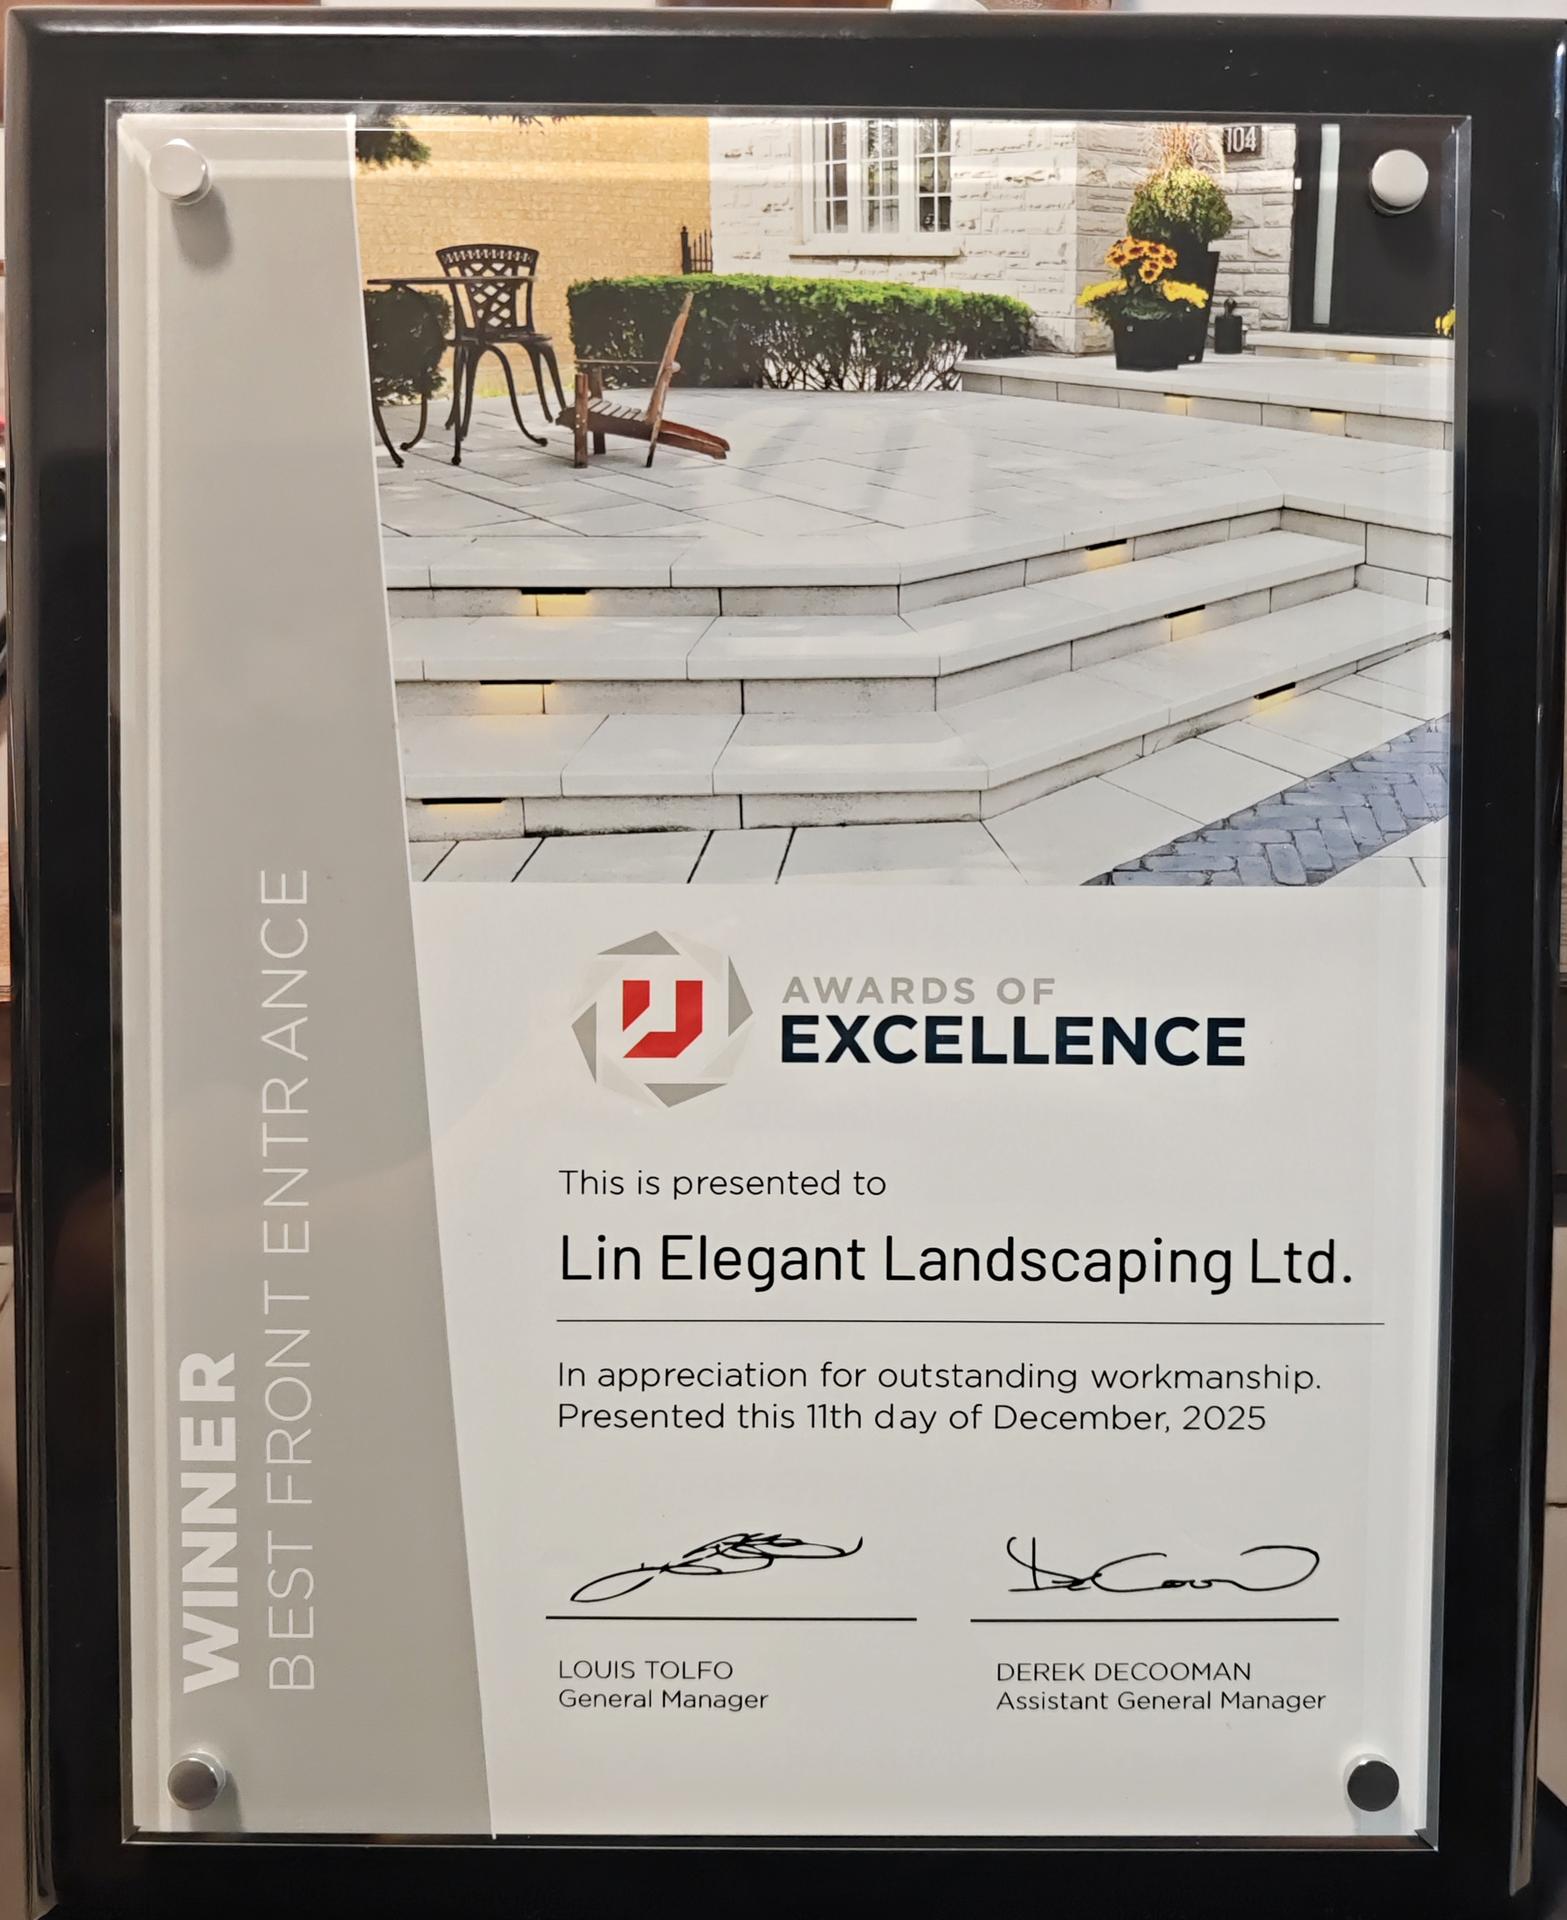 104
AWARDS OF
EXCELLENCE
This is presented to
Lin Elegant Landscaping Ltd.
In appreciation for outstanding workmanship.
Presented this 11th day of December, 2025
LOUIS TOLFO
General Manager
DEREK DECOOMAN
Assistant General Manager
WINNER
BEST FRONT ENTRANCE